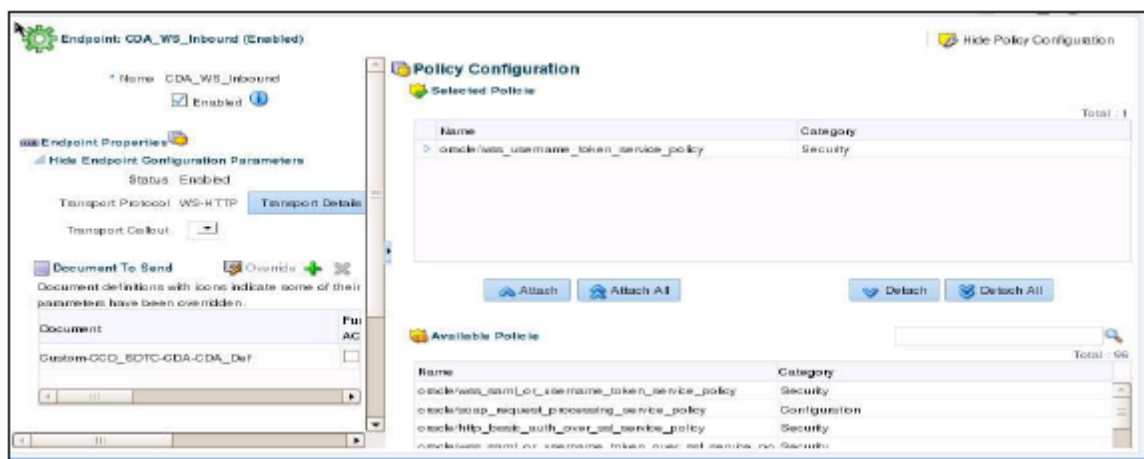 Endpoint: CDA_WS_Inbound (Enabled)
Hide Policy Configuration
* Name CDA_WS_Inbound
Enabled
Endpoint Properties
Hide Endpoint Configuration Parameters
Status Enabled
Transport Protocol WS-HTTP Transport Details
Transport Callout
Document To Send Override
Document definitions with icons indicate some of their
parameters have been overridden.
Document Fu
AC
Custom-CCD_SDTC-CDA-CDA_Def
Policy Configuration
Selected Policie
Total : 1
Name Category
oracle/wss_username_token_service_policy Security
Attach Attach All Detach Detach All
Available Policie
Total : 96
Name Category
oracle/wss_saml_or_username_token_service_policy Security
oracle/soap_request_processing_service_policy Configuration
oracle/http_basic_auth_over_ssl_service_policy Security
oracle/wss_saml_or_username_token_over_ssl_service_po Security